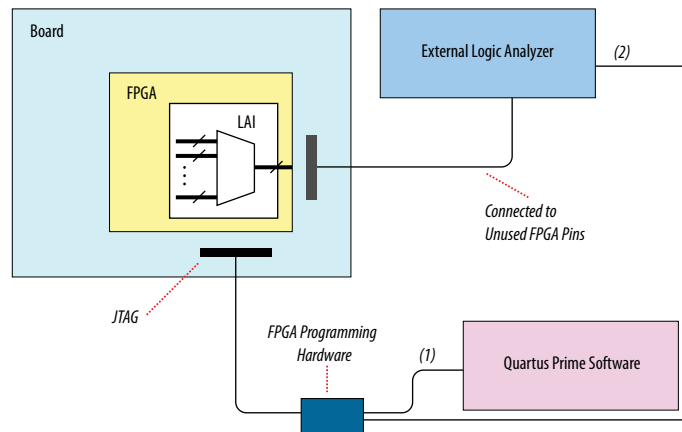 Board
External Logic Analyzer
(2)
FPGA
LAI
Connected to
Unused FPGA Pins
JTAG
FPGA Programming
Hardware
(1)
Quartus Prime Software